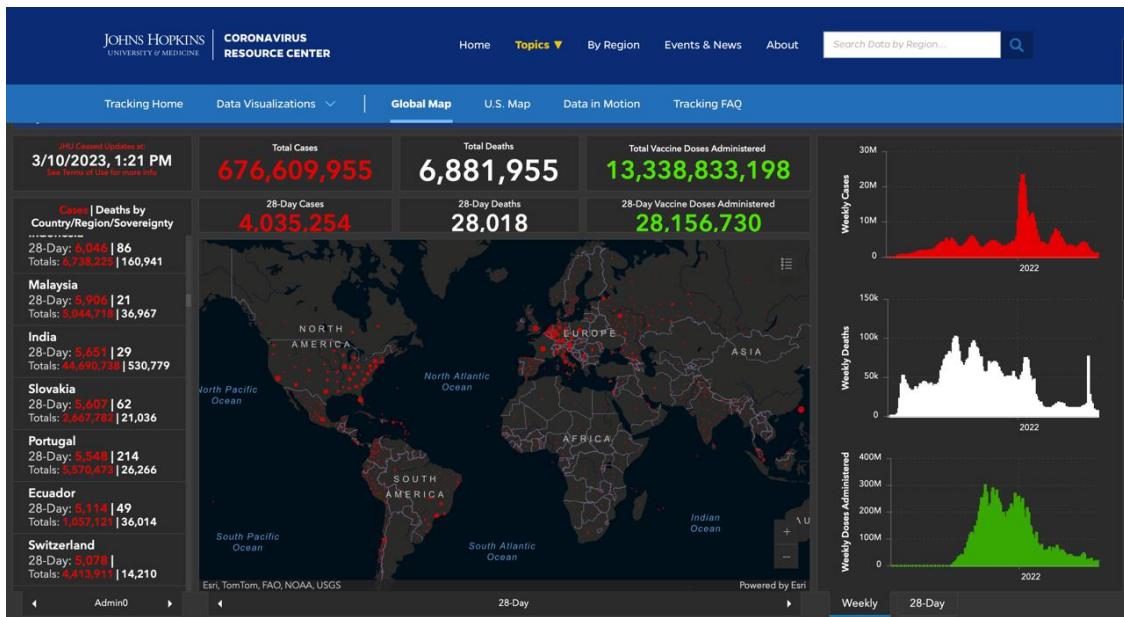 JOHNS HOPKINS
UNIVERSITY & MEDICINE
CORONAVIRUS
RESOURCE CENTER
Home
Topics ▼
By Region
Events & News
About
Search Data by Region...
Tracking Home
Data Visualizations
Global Map
U.S. Map
Data in Motion
Tracking FAQ
JHU Ceased Updates at:
3/10/2023, 1:21 PM
See Terms of Use for more info
Total Cases
676,609,955
Total Deaths
6,881,955
Total Vaccine Doses Administered
13,338,833,198
28-Day Cases
4,035,254
28-Day Deaths
28,018
28-Day Vaccine Doses Administered
28,156,730
Cases | Deaths by
Country/Region/Sovereignty
Indonesia
28-Day: 6,046 | 86
Totals: 6,738,225 | 160,941
Malaysia
28-Day: 5,906 | 21
Totals: 5,044,718 | 36,967
India
28-Day: 5,651 | 29
Totals: 44,690,738 | 530,779
Slovakia
28-Day: 5,607 | 62
Totals: 2,667,782 | 21,036
Portugal
28-Day: 5,548 | 214
Totals: 5,570,473 | 26,266
Ecuador
28-Day: 5,114 | 49
Totals: 1,057,121 | 36,014
Switzerland
28-Day: 5,078 |
Totals: 4,413,911 | 14,210
Admin0
NORTH
AMERICA
EUROPE
ASIA
North Pacific
Ocean
North Atlantic
Ocean
AFRICA
SOUTH
AMERICA
Indian
Ocean
AU
South Pacific
Ocean
South Atlantic
Ocean
+
−
Esri, TomTom, FAO, NOAA, USGS
Powered by Esri
28-Day
Weekly Cases
30M
20M
10M
0
2022
Weekly Deaths
150k
100k
50k
0
2022
Weekly Doses Administered
400M
300M
200M
100M
0
2022
Weekly
28-Day